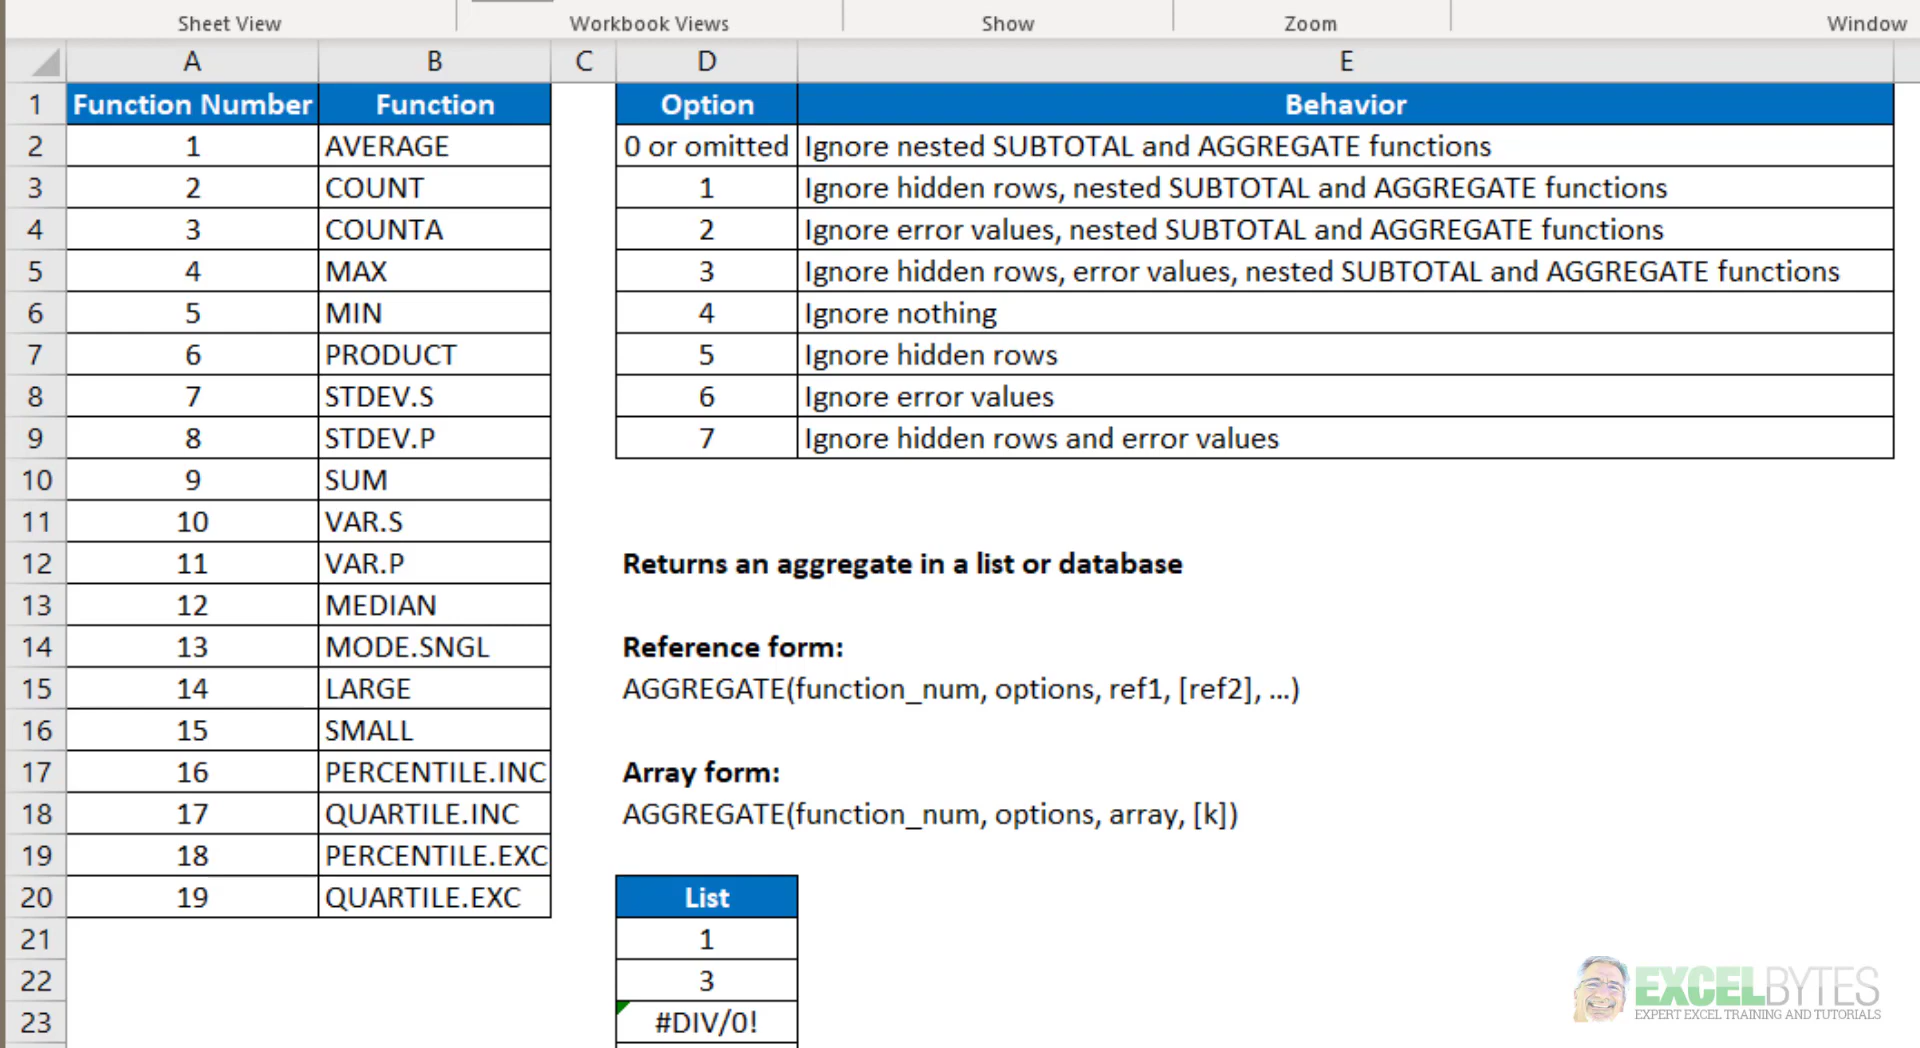 Sheet View Workbook Views Show Zoom Window
A B C D E
1 Function Number Function Option Behavior
2 1 AVERAGE 0 or omitted Ignore nested SUBTOTAL and AGGREGATE functions
3 2 COUNT 1 Ignore hidden rows, nested SUBTOTAL and AGGREGATE functions
4 3 COUNTA 2 Ignore error values, nested SUBTOTAL and AGGREGATE functions
5 4 MAX 3 Ignore hidden rows, error values, nested SUBTOTAL and AGGREGATE functions
6 5 MIN 4 Ignore nothing
7 6 PRODUCT 5 Ignore hidden rows
8 7 STDEV.S 6 Ignore error values
9 8 STDEV.P 7 Ignore hidden rows and error values
10 9 SUM
11 10 VAR.S
12 11 VAR.P Returns an aggregate in a list or database
13 12 MEDIAN
14 13 MODE.SNGL Reference form:
15 14 LARGE AGGREGATE(function_num, options, ref1, [ref2], ...)
16 15 SMALL
17 16 PERCENTILE.INC Array form:
18 17 QUARTILE.INC AGGREGATE(function_num, options, array, [k])
19 18 PERCENTILE.EXC
20 19 QUARTILE.EXC List
21 1
22 3
23 #DIV/0!
EXCELBYTES
EXPERT EXCEL TRAINING AND TUTORIALS